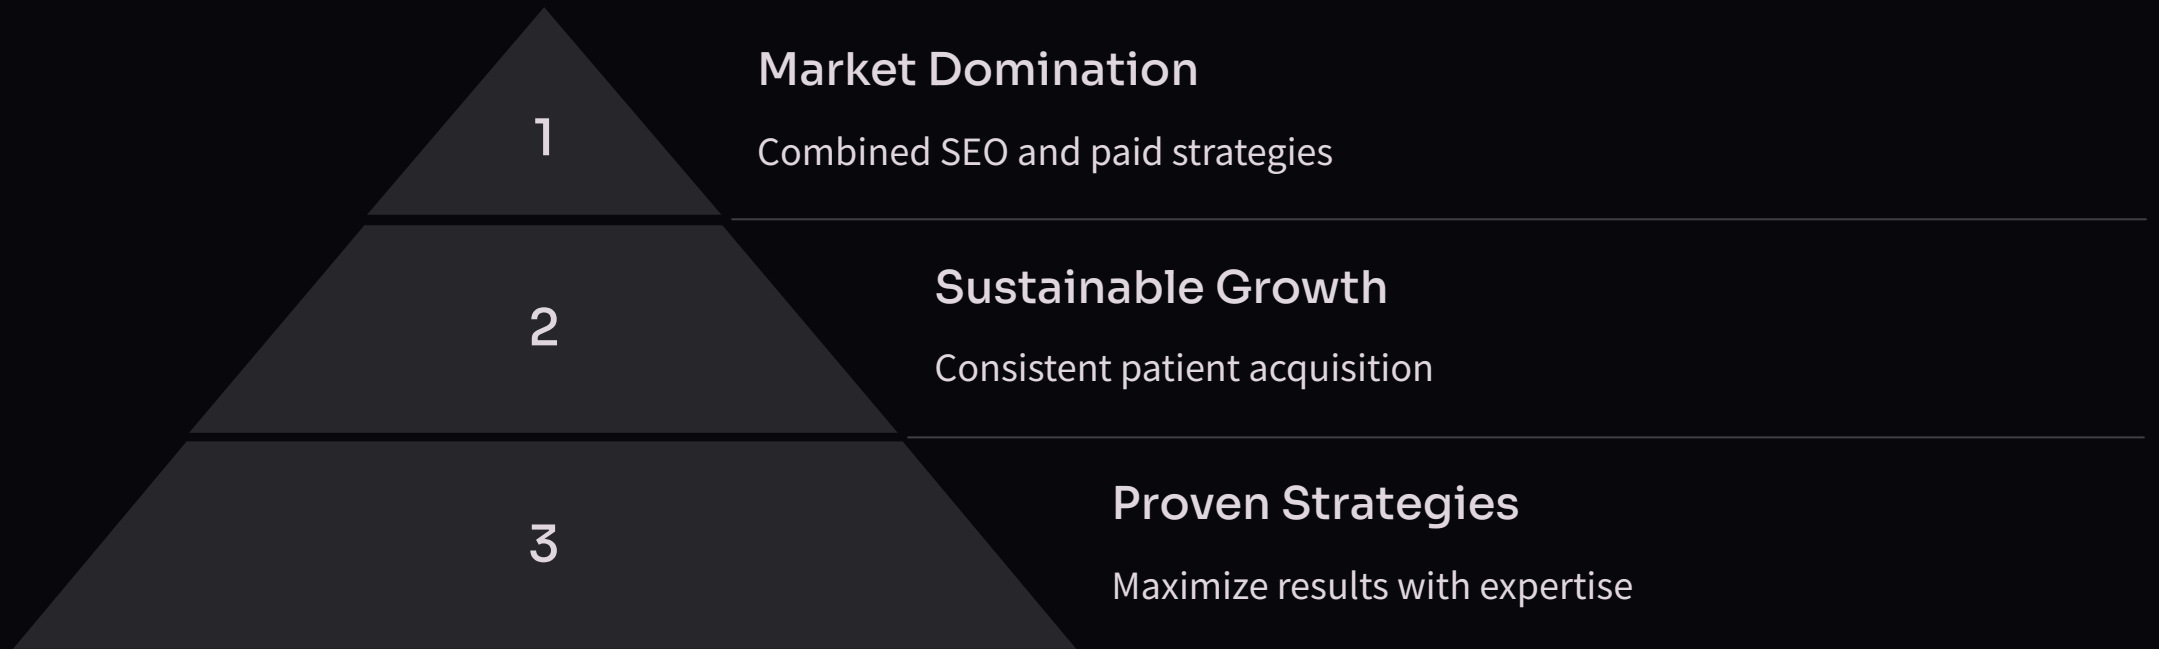 1
Market Domination
Combined SEO and paid strategies
2
Sustainable Growth
Consistent patient acquisition
3
Proven Strategies
Maximize results with expertise